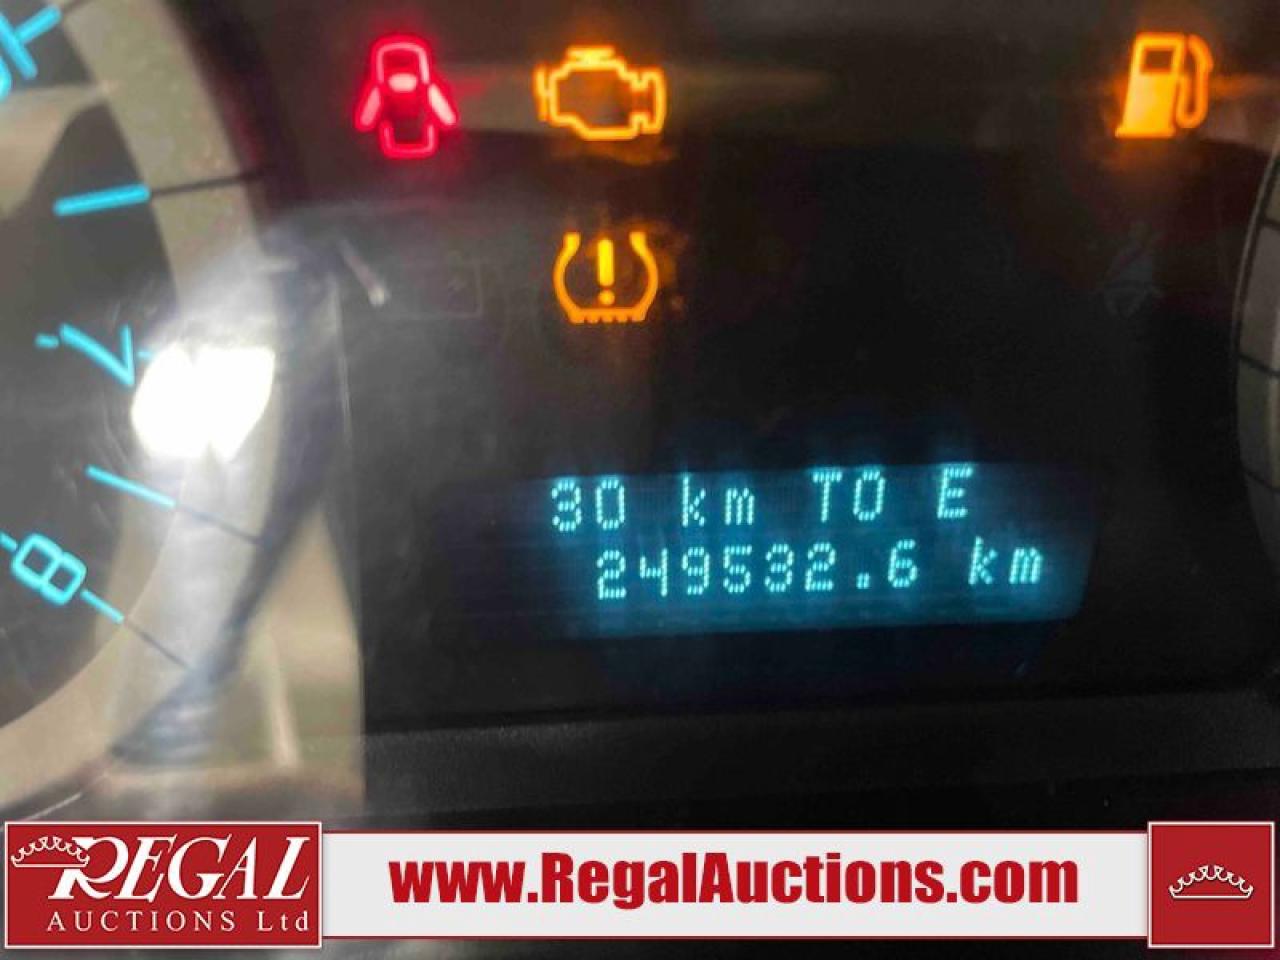 7
8
30 km TO E
249532.6 km
REGAL
AUCTIONS Ltd
www.RegalAuctions.com